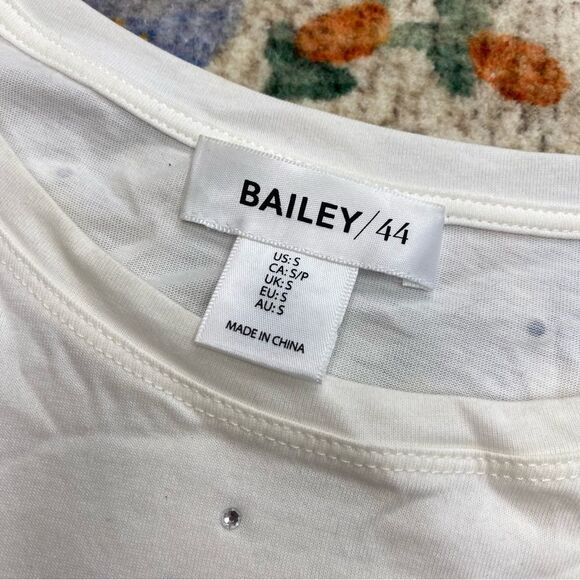 BAILEY/44
US: S
CA: S/P
UK: S
EU: S
AU: S
MADE IN CHINA